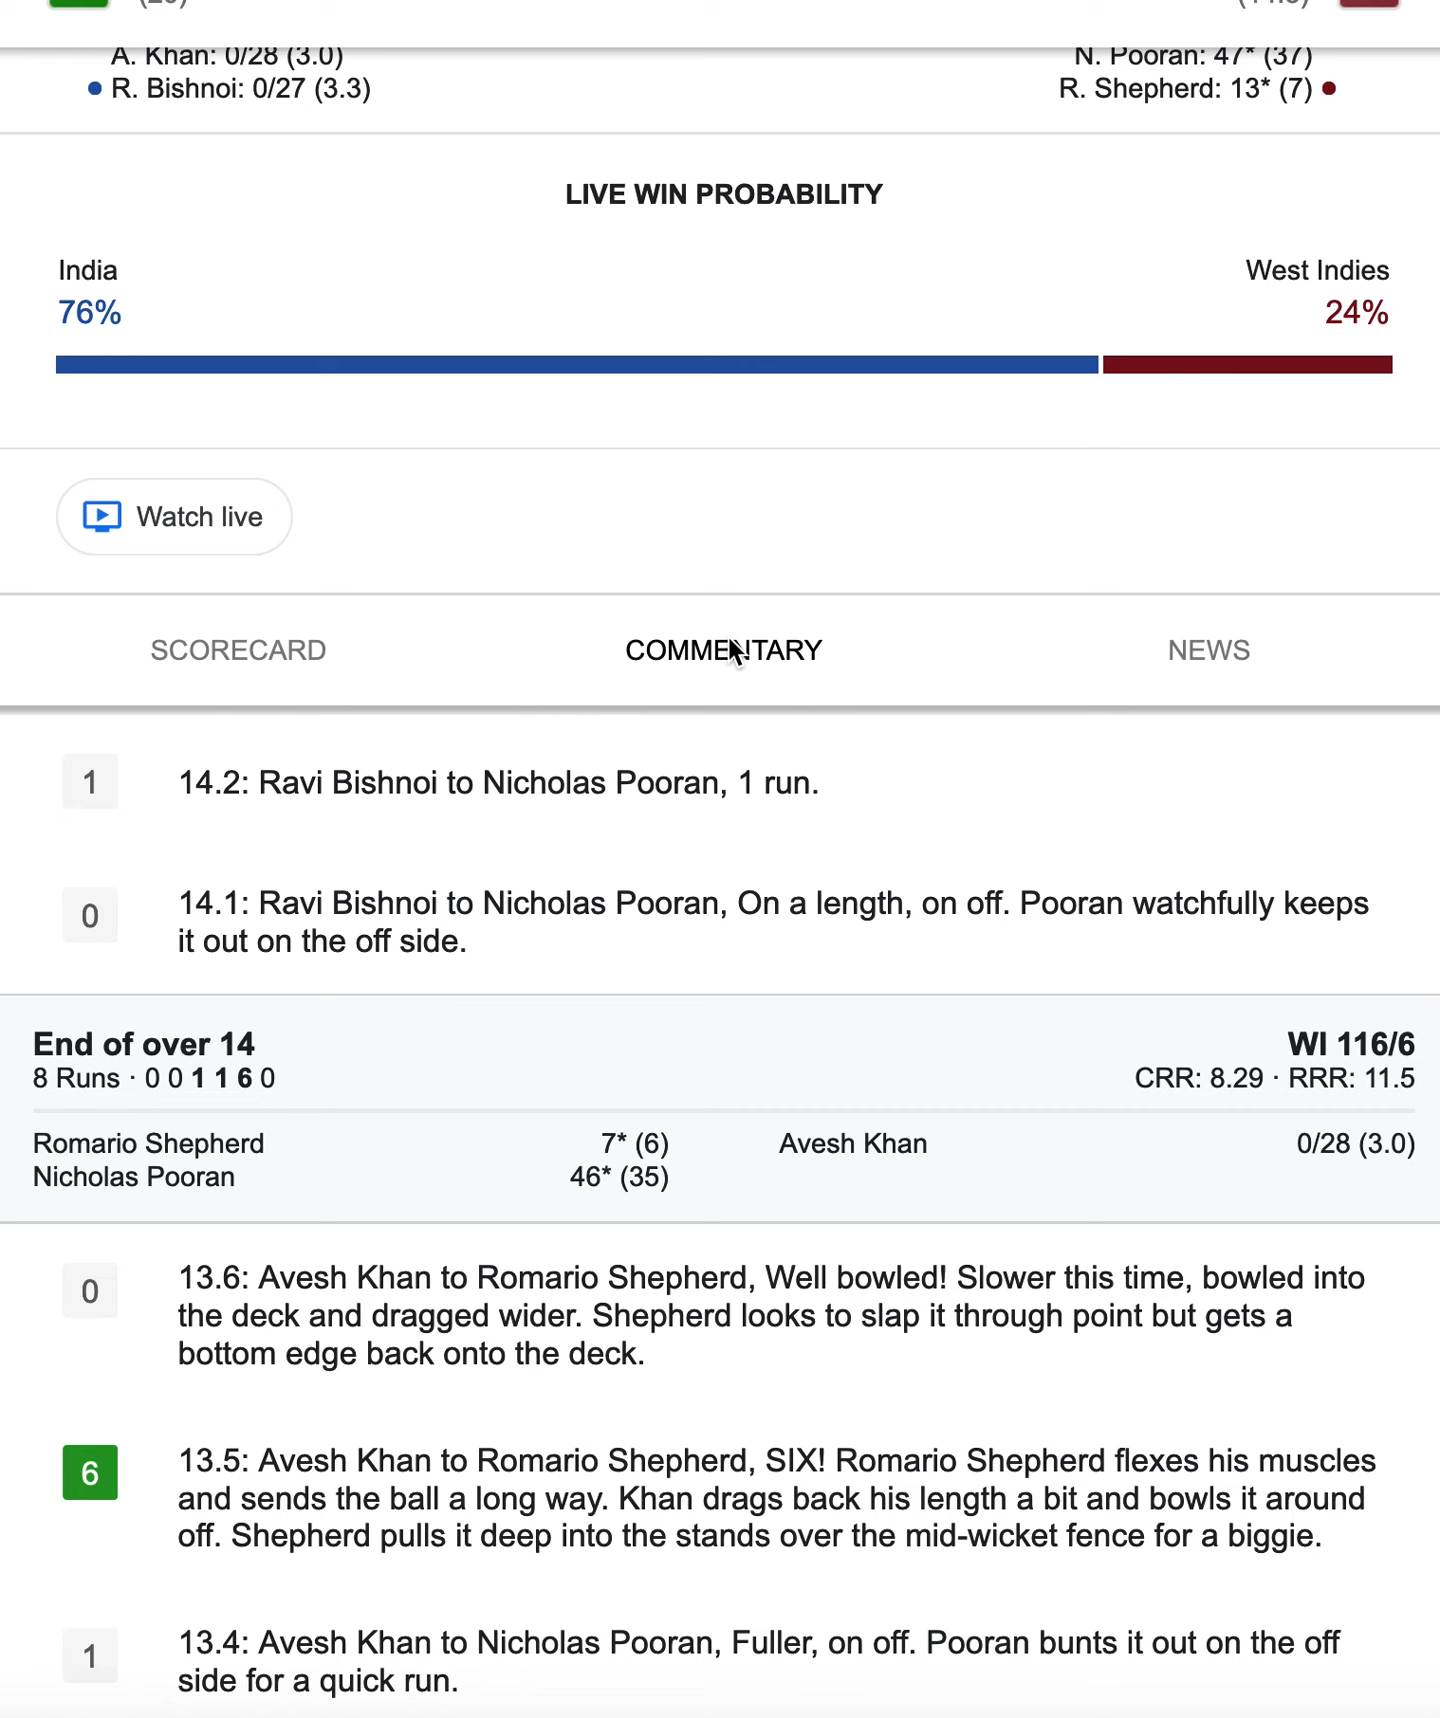 A. Khan: 0/28 (3.0)
N. Pooran: 47* (37)
R. Bishnoi: 0/27 (3.3)
R. Shepherd: 13* (7)
LIVE WIN PROBABILITY
India
West Indies
76%
24%
Watch live
SCORECARD
COMMENTARY
NEWS
1
14.2: Ravi Bishnoi to Nicholas Pooran, 1 run.
0
14.1: Ravi Bishnoi to Nicholas Pooran, On a length, on off. Pooran watchfully keeps
it out on the off side.
End of over 14
WI 116/6
8 Runs · 0 0 1 1 6 0
CRR: 8.29 · RRR: 11.5
Romario Shepherd
7* (6)
Avesh Khan
0/28 (3.0)
Nicholas Pooran
46* (35)
0
13.6: Avesh Khan to Romario Shepherd, Well bowled! Slower this time, bowled into
the deck and dragged wider. Shepherd looks to slap it through point but gets a
bottom edge back onto the deck.
6
13.5: Avesh Khan to Romario Shepherd, SIX! Romario Shepherd flexes his muscles
and sends the ball a long way. Khan drags back his length a bit and bowls it around
off. Shepherd pulls it deep into the stands over the mid-wicket fence for a biggie.
1
13.4: Avesh Khan to Nicholas Pooran, Fuller, on off. Pooran bunts it out on the off
side for a quick run.